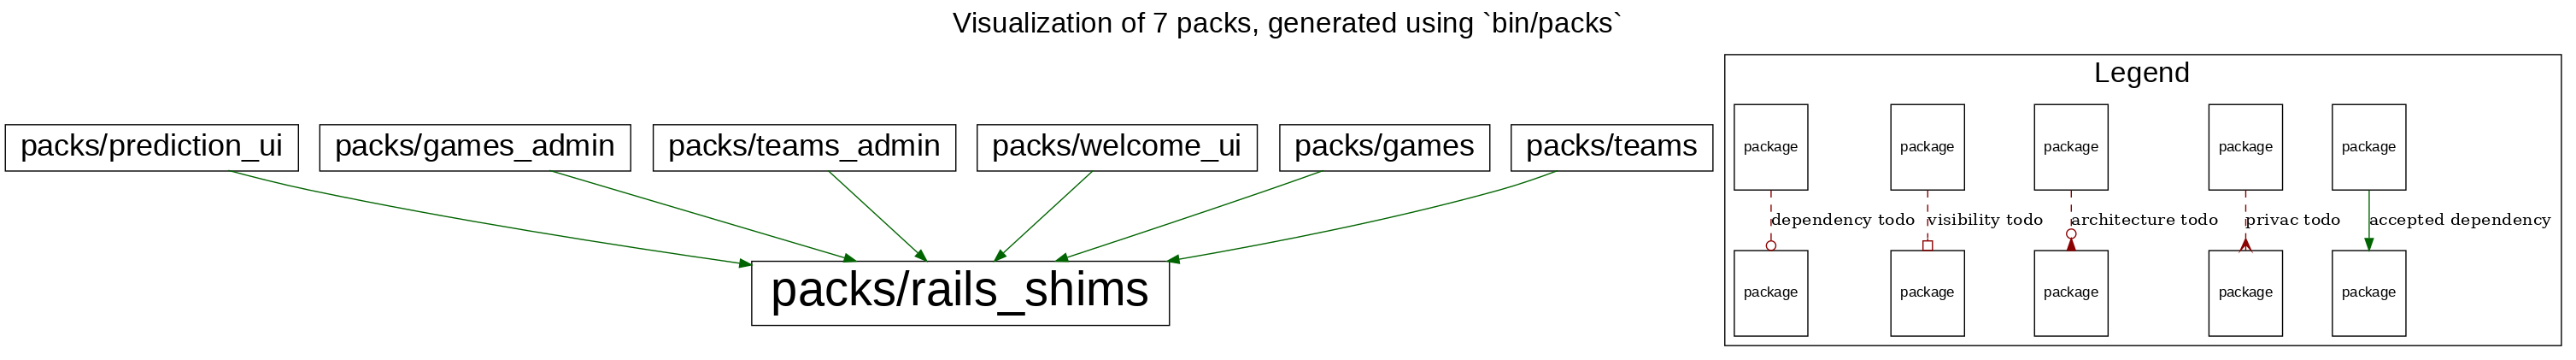 Visualization of 7 packs, generated using `bin/packs`
Legend
packs/prediction_ui
packs/games_admin
packs/teams_admin
packs/welcome_ui
packs/games
packs/teams
package
package
package
package
package
dependency todo
visibility todo
architecture todo
privac todo
accepted dependency
packs/rails_shims
package
package
package
package
package